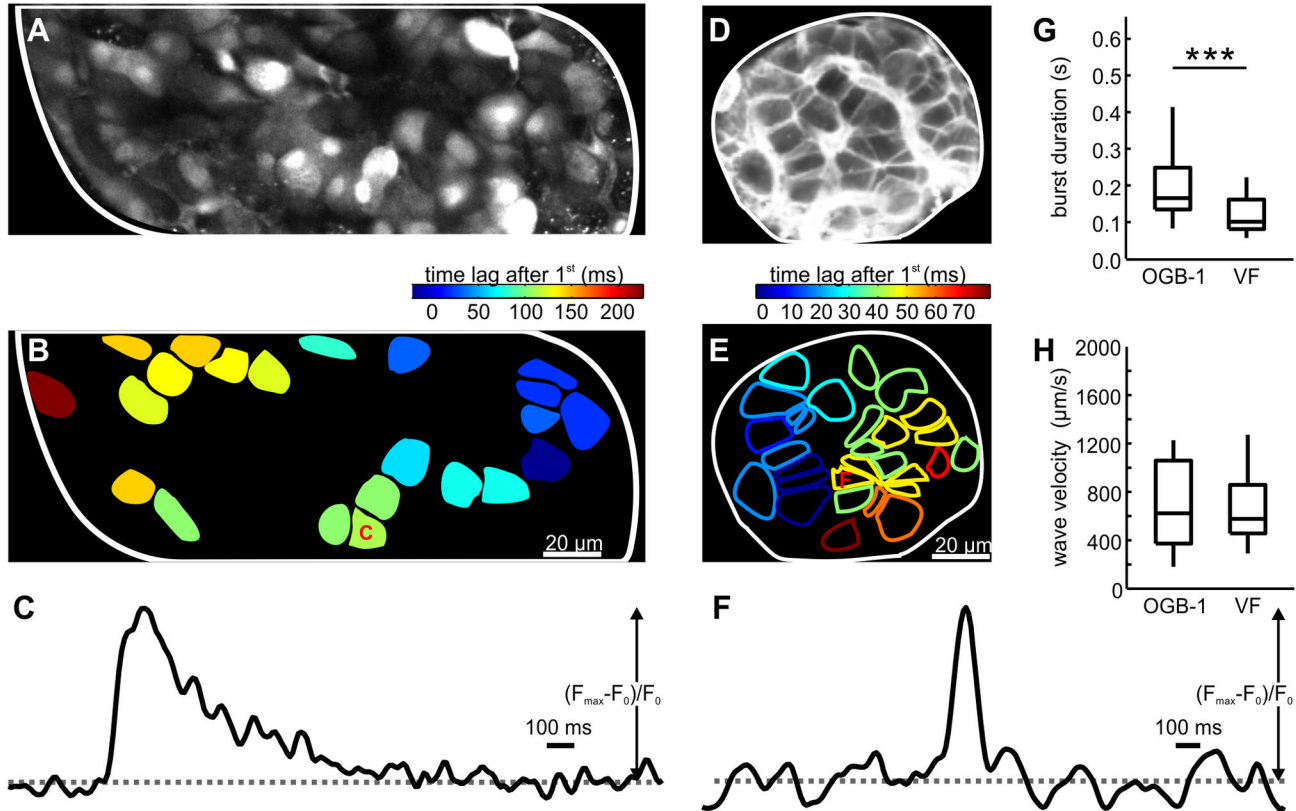 A
D
G
burst duration (s)
0.6
0.5
0.3
0.2
0.1
0.0
***
OGB-1 VF
time lag after 1st (ms)
0 50 100 150 200
time lag after 1st (ms)
0 10 20 30 40 50 60 70
B
C
20 µm
E
F
20 µm
H
wave velocity (µm/s)
2000
1600
1200
800
400
0
OGB-1 VF
C
(Fmax-F0)/F0
100 ms
F
(Fmax-F0)/F0
100 ms